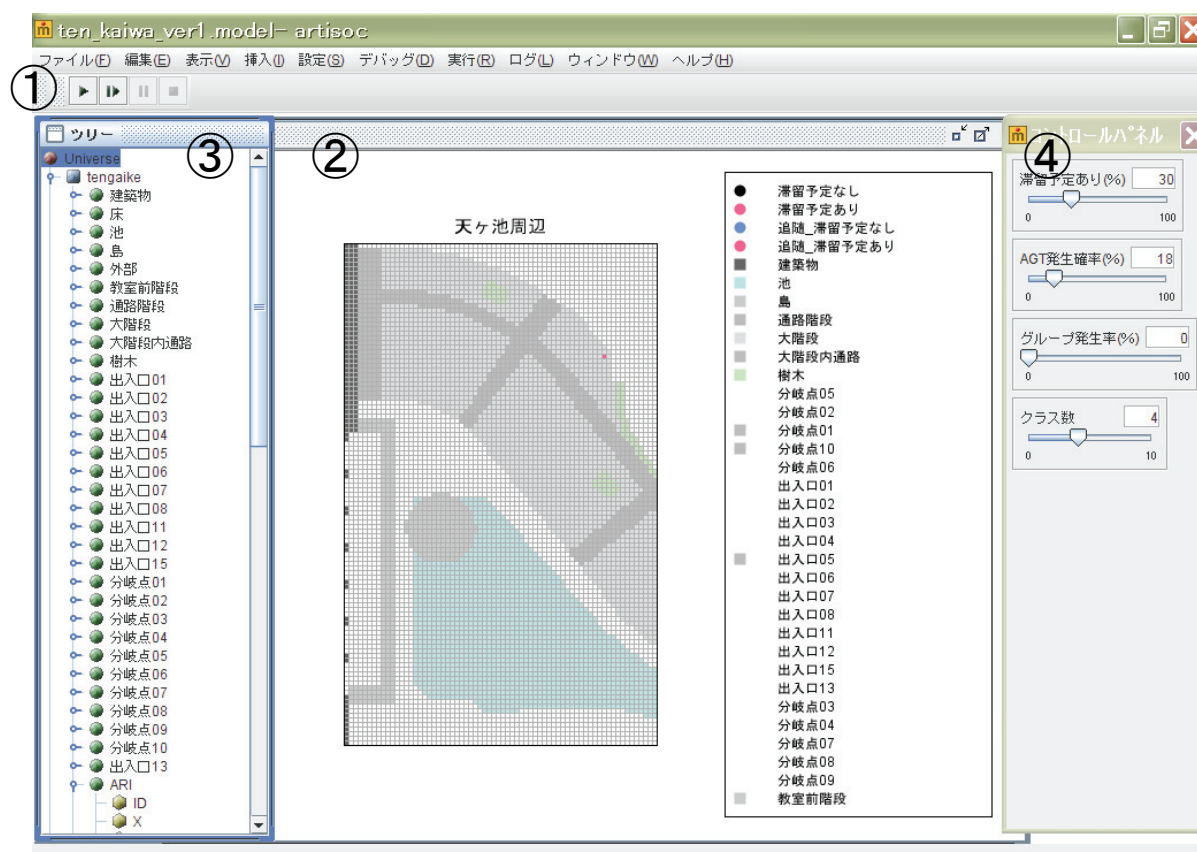 ten_kaiwa_ver1.model- artisoc
ファイル(F) 編集(E) 表示(V) 挿入(I) 設定(S) デバッグ(D) 実行(R) ログ(L) ウィンドウ(W) ヘルプ(H)
①
ツリー
③
Universe
tengaike
建築物
床
池
島
外部
教室前階段
通路階段
大階段
大階段内通路
樹木
出入口01
出入口02
出入口03
出入口04
出入口05
出入口06
出入口07
出入口08
出入口11
出入口12
出入口15
分岐点01
分岐点02
分岐点03
分岐点04
分岐点05
分岐点06
分岐点07
分岐点08
分岐点09
分岐点10
出入口13
ARI
ID
X
②
天ヶ池周辺
滞留予定なし
滞留予定あり
追随_滞留予定なし
追随_滞留予定あり
建築物
池
島
通路階段
大階段
大階段内通路
樹木
分岐点05
分岐点02
分岐点01
分岐点10
分岐点06
出入口01
出入口02
出入口03
出入口04
出入口05
出入口06
出入口07
出入口08
出入口11
出入口12
出入口15
出入口13
分岐点03
分岐点04
分岐点07
分岐点08
分岐点09
教室前階段
コントロールパネル
④
滞留予定あり(%) 30
0 100
AGT発生確率(%) 18
0 100
グループ発生率(%) 0
0 100
クラス数 4
0 10